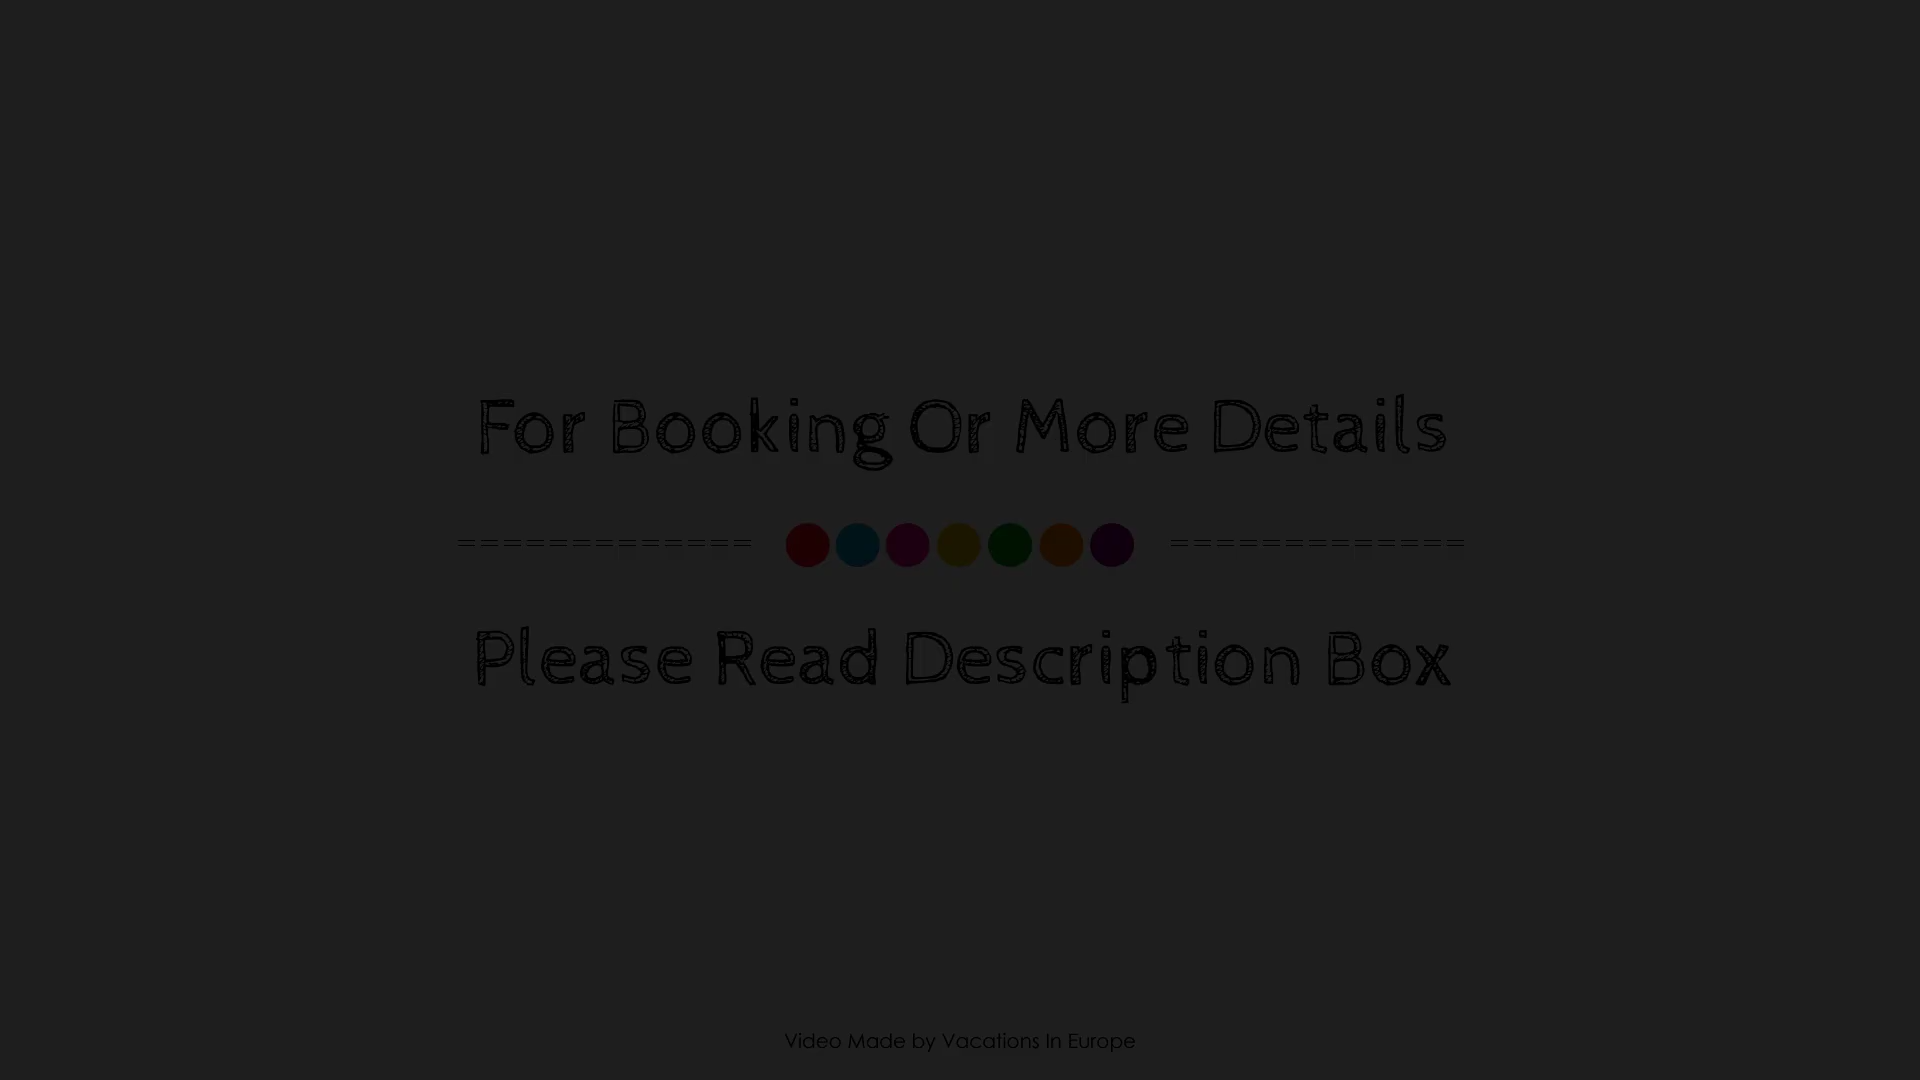 For Booking Or More Details
============= =============
Please Read Description Box
Video Made by Vacations In Europe